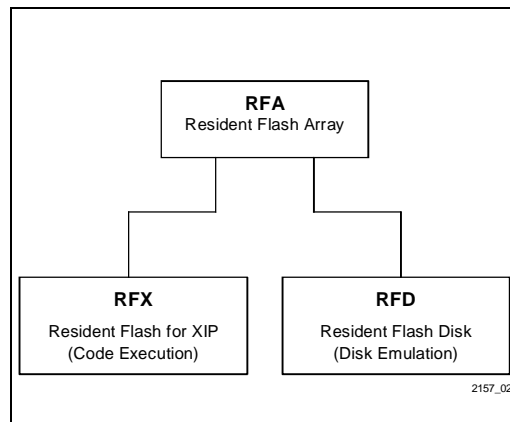 RFA
Resident Flash Array
RFX
Resident Flash for XIP
(Code Execution)
RFD
Resident Flash Disk
(Disk Emulation)
2157_02